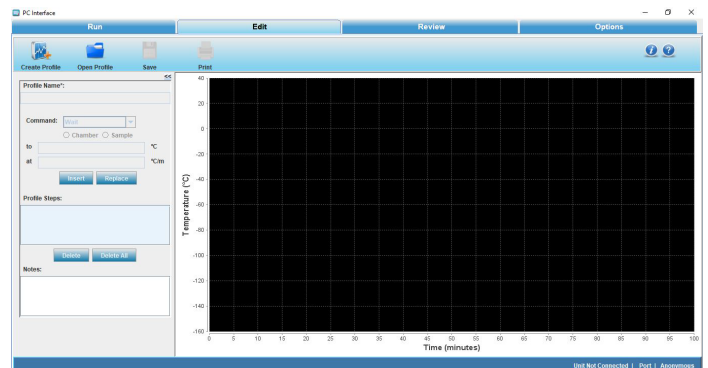 PC Interface
Run Edit Review Options
Create Profile Open Profile Save Print
<<
Profile Name*:
Command: Wait
Chamber Sample
to °C
at °C/m
Insert Replace
Profile Steps:
Delete Delete All
Notes:
Temperature (°C)
40
20
0
-20
-40
-60
-80
-100
-120
-140
-160
0 5 10 15 20 25 30 35 40 45 50 55 60 65 70 75 80 85 90 95 100
Time (minutes)
Unit Not Connected | Port | Anonymous